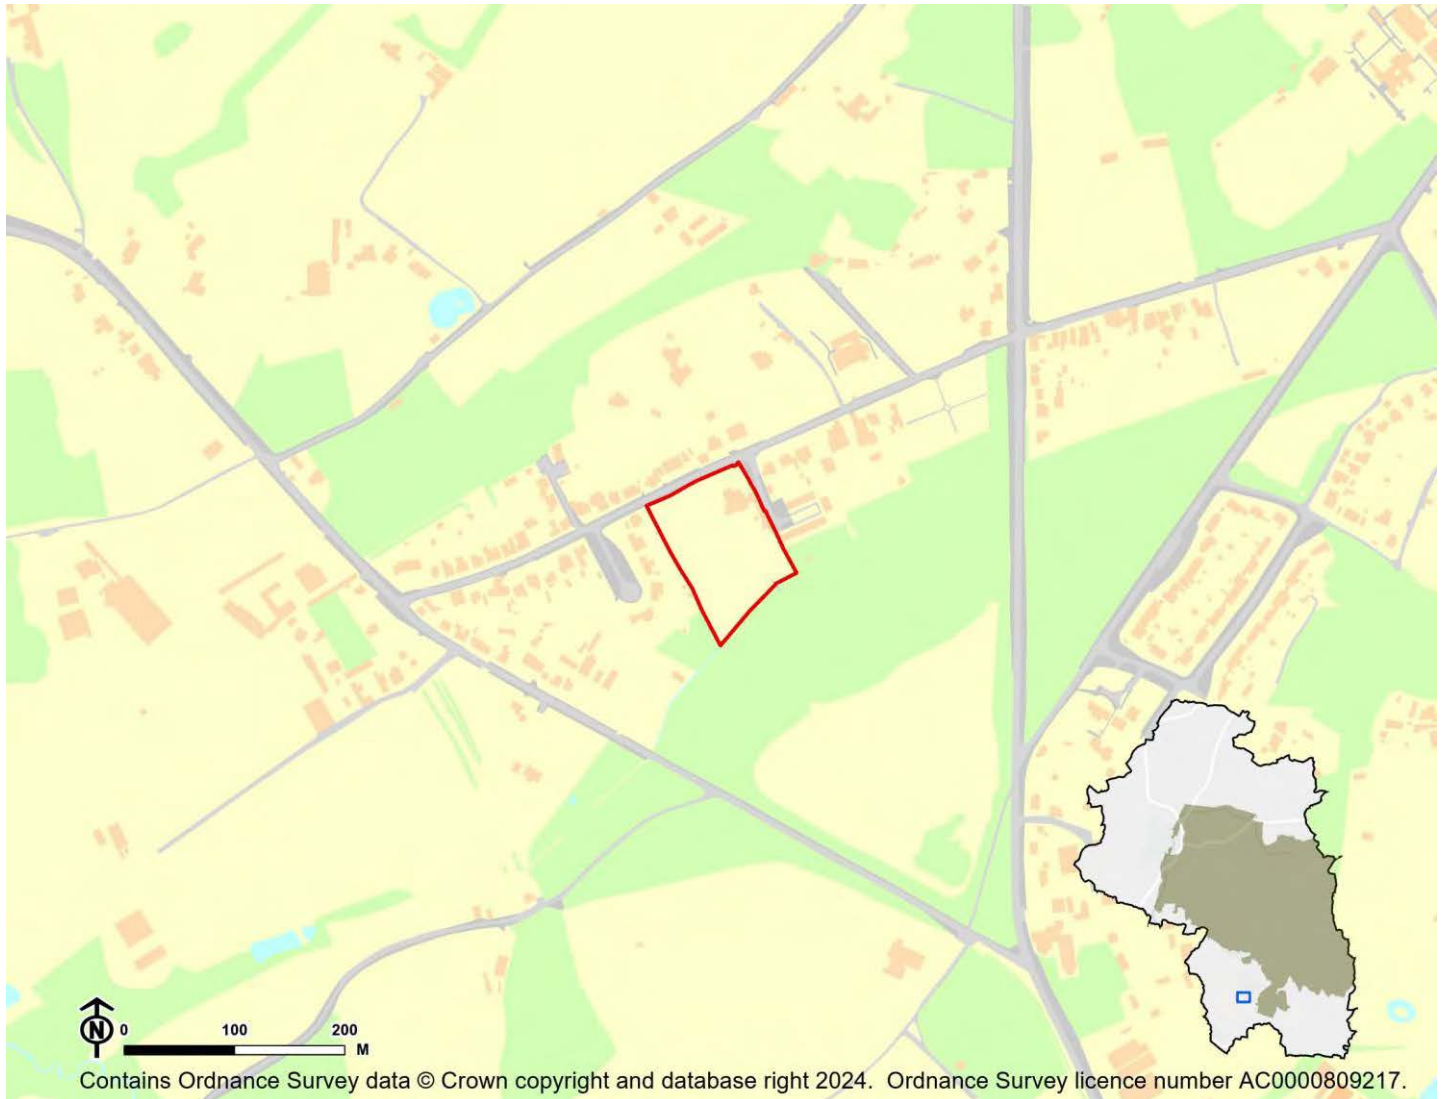 N
0 100 200
M
Contains Ordnance Survey data © Crown copyright and database right 2024. Ordnance Survey licence number AC0000809217.